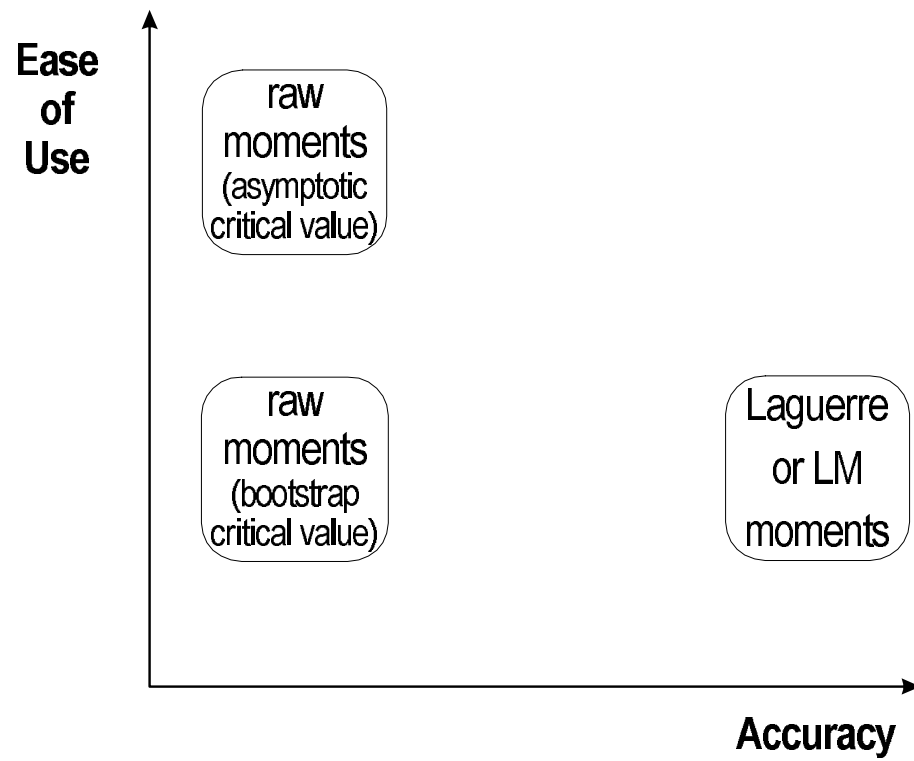 Ease
of
Use
raw
moments
(asymptotic
critical value)
raw
moments
(bootstrap
critical value)
Laguerre
or LM
moments
Accuracy